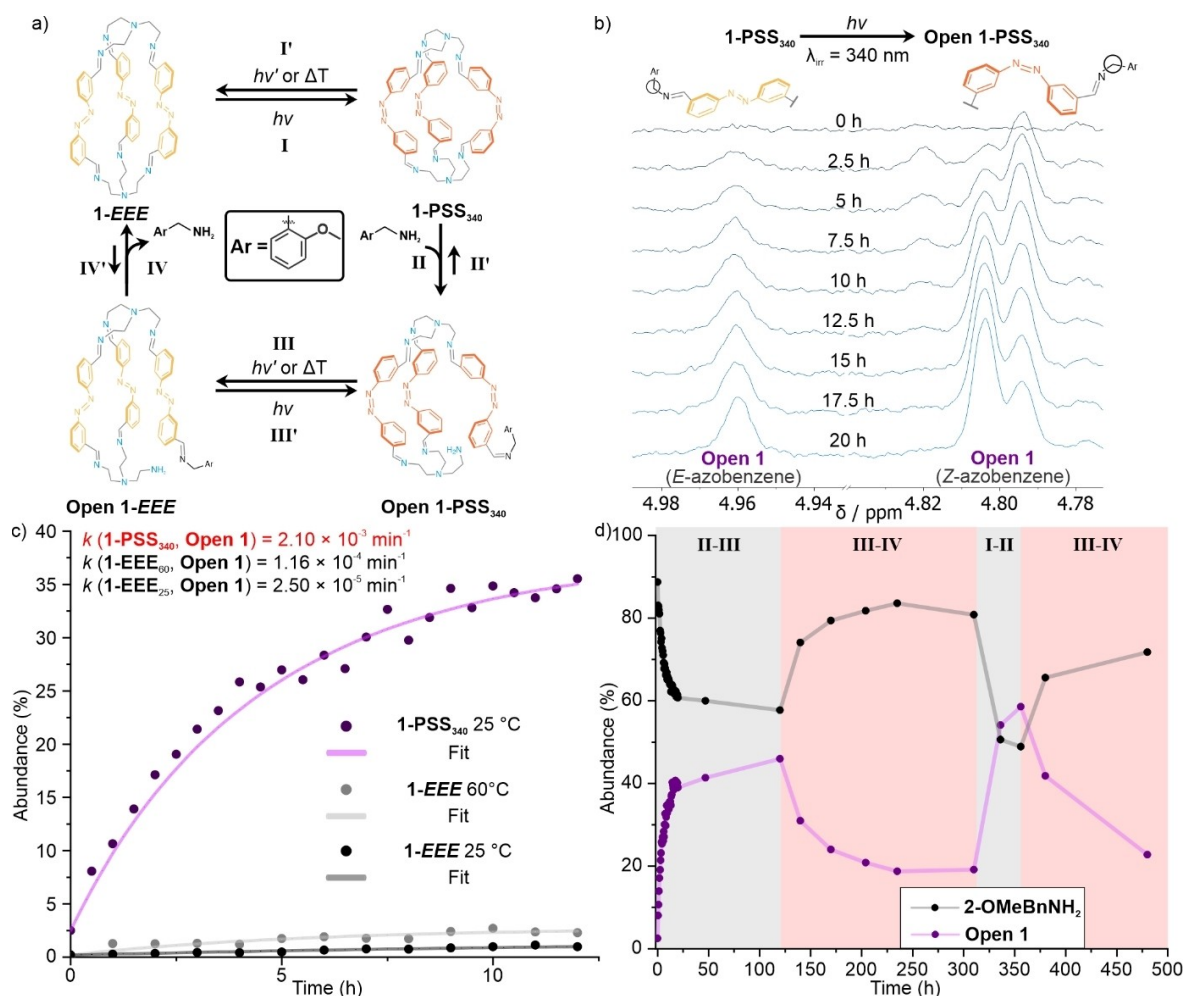 a)
I'
hv' or ΔT
hv
I
1-EEE
1-PSS₃₄₀
Ar NH₂
Ar =
O
Ar NH₂
IV' IV
II II'
III
hv' or ΔT
hv
III'
NH₂
Ar
H₂N
Ar
Open 1-EEE
Open 1-PSS₃₄₀
b)
1-PSS₃₄₀ hv Open 1-PSS₃₄₀
λirr = 340 nm
Ar
Ar
0 h
2.5 h
5 h
7.5 h
10 h
12.5 h
15 h
17.5 h
20 h
Open 1 Open 1
(E-azobenzene) (Z-azobenzene)
4.98 4.96 4.94 4.82 4.80 4.78
δ / ppm
c)
k (1-PSS₃₄₀, Open 1) = 2.10 × 10⁻³ min⁻¹
k (1-EEE₆₀, Open 1) = 1.16 × 10⁻⁴ min⁻¹
k (1-EEE₂₅, Open 1) = 2.50 × 10⁻⁵ min⁻¹
40
35
30
25
20
15
10
5
0
Abundance (%)
1-PSS₃₄₀ 25 °C
Fit
1-EEE 60°C
Fit
1-EEE 25 °C
Fit
0 5 10
Time (h)
d)
II-III III-IV I-II III-IV
100
80
60
40
20
0
Abundance (%)
2-OMeBnNH₂
Open 1
0 50 100 150 200 250 300 350 400 450 500
Time (h)